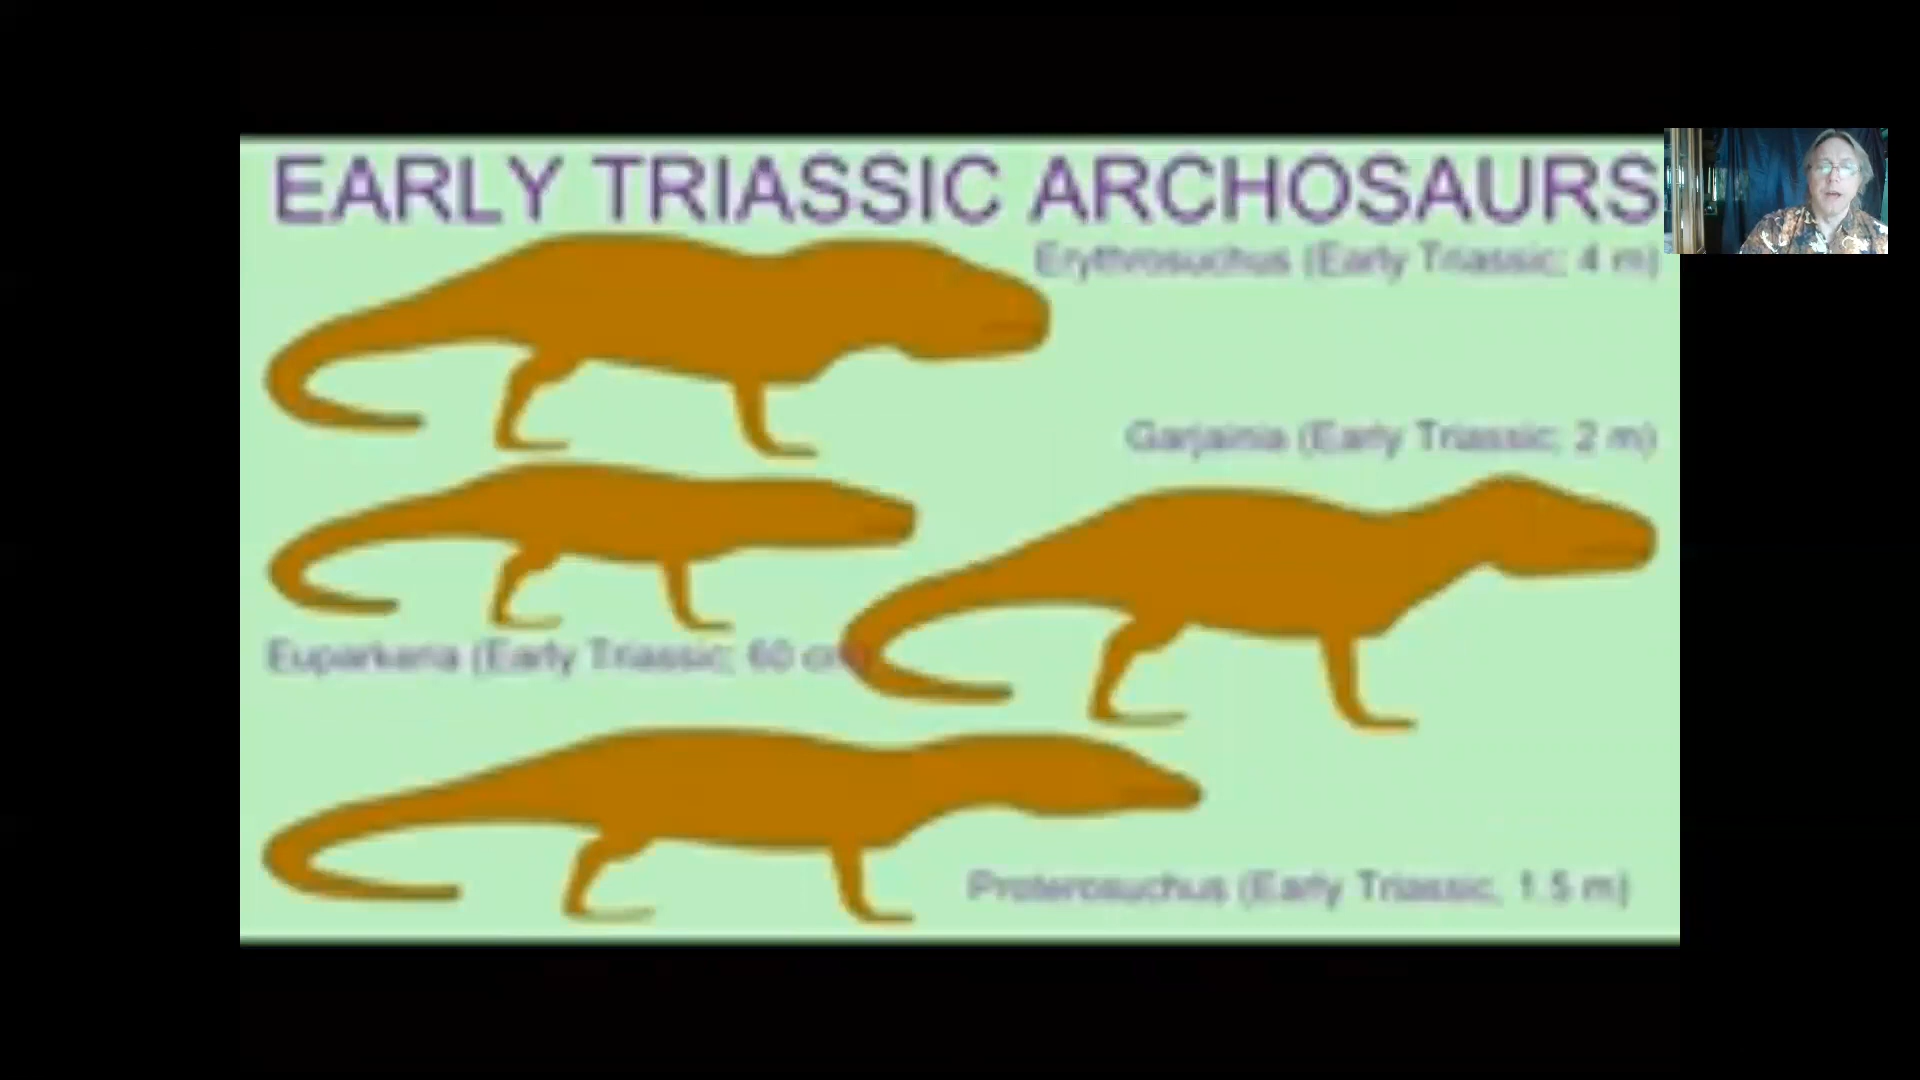 EARLY TRIASSIC ARCHOSAURS
Erythrosuchus (Early Triassic; 4 m)
Garjainia (Early Triassic; 2 m)
Euparkeria (Early Triassic; 60 cm)
Proterosuchus (Early Triassic, 1.5 m)